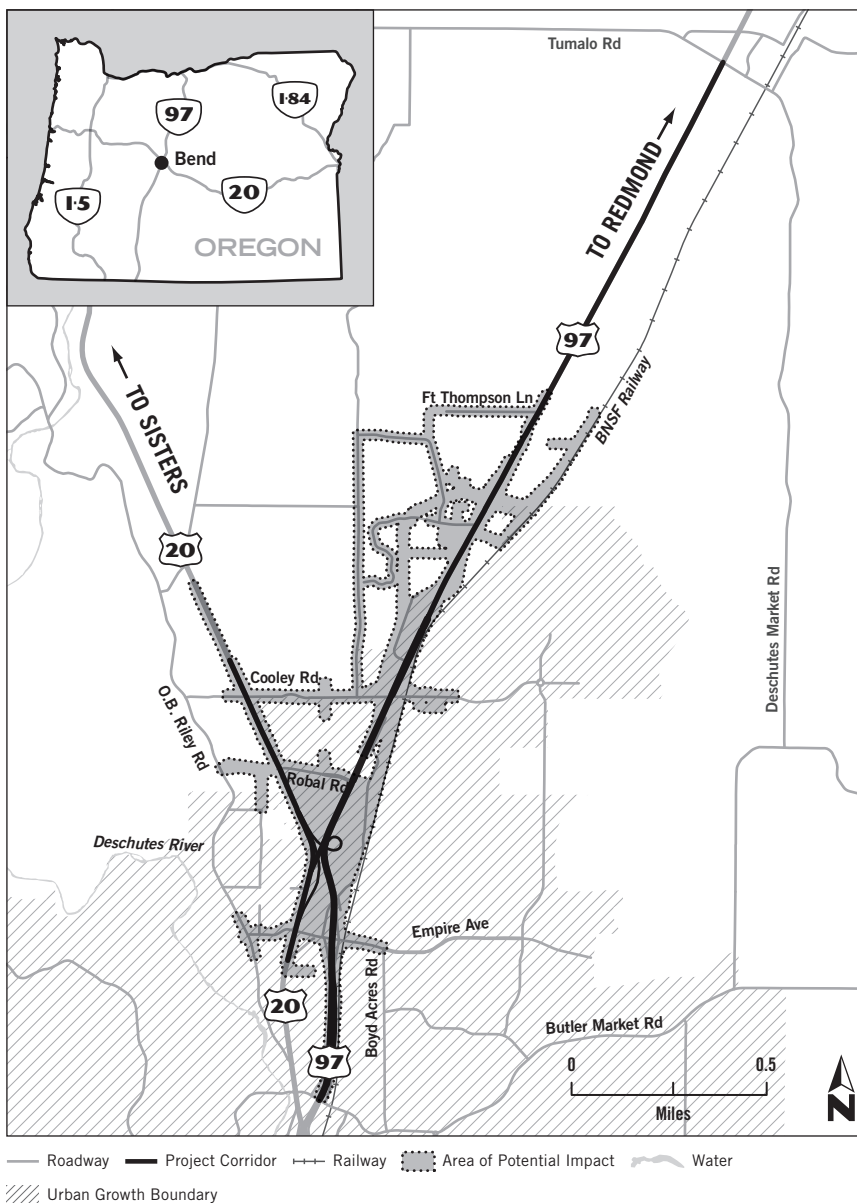 97
I-84
Bend
I-5
20
OREGON
Tumalo Rd
TO REDMOND
97
BNSF Railway
Ft Thompson Ln
TO SISTERS
20
Deschutes Market Rd
Cooley Rd
O.B. Riley Rd
Robal Rd
Deschutes River
Empire Ave
Boyd Acres Rd
20
97
Butler Market Rd
0 0.5
Miles
N
Roadway Project Corridor Railway Area of Potential Impact Water
Urban Growth Boundary